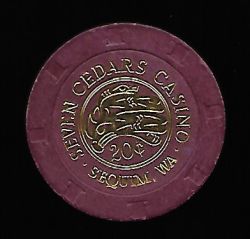 SEVEN CEDARS CASINO
20¢
SEQUIM, WA